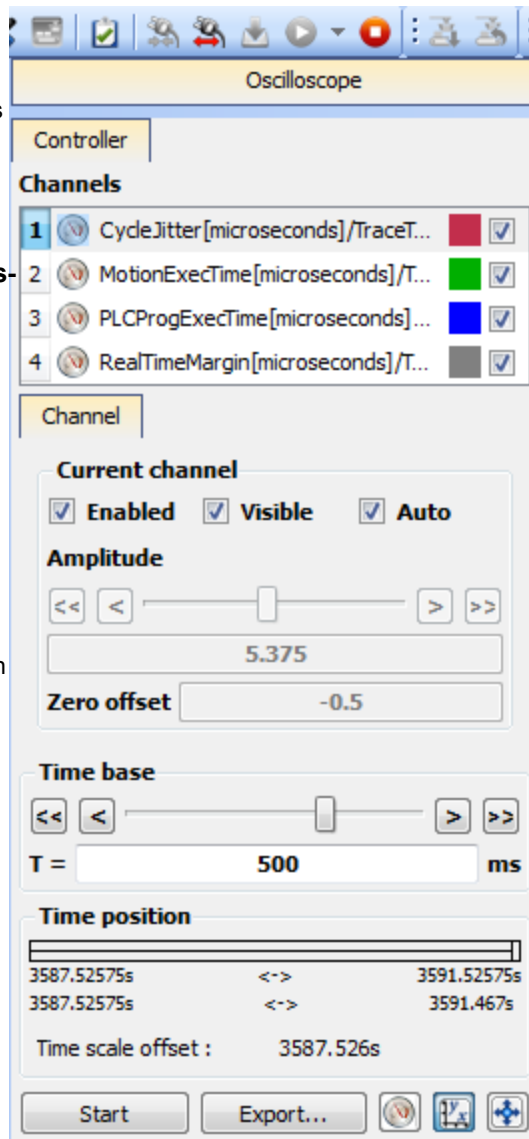 Oscilloscope
s
Controller
Channels
1 CycleJitter[microseconds]/TraceT...
s-
2 MotionExecTime[microseconds]/T...
3 PLCProgExecTime[microseconds]...
4 RealTimeMargin[microseconds]/T...
Channel
Current channel
Enabled Visible Auto
Amplitude
<< < > >>
5.375
n
Zero offset -0.5
Time base
<< < > >>
T = 500 ms
Time position
3587.52575s <-> 3591.52575s
3587.52575s <-> 3591.467s
Time scale offset : 3587.526s
Start Export... y x